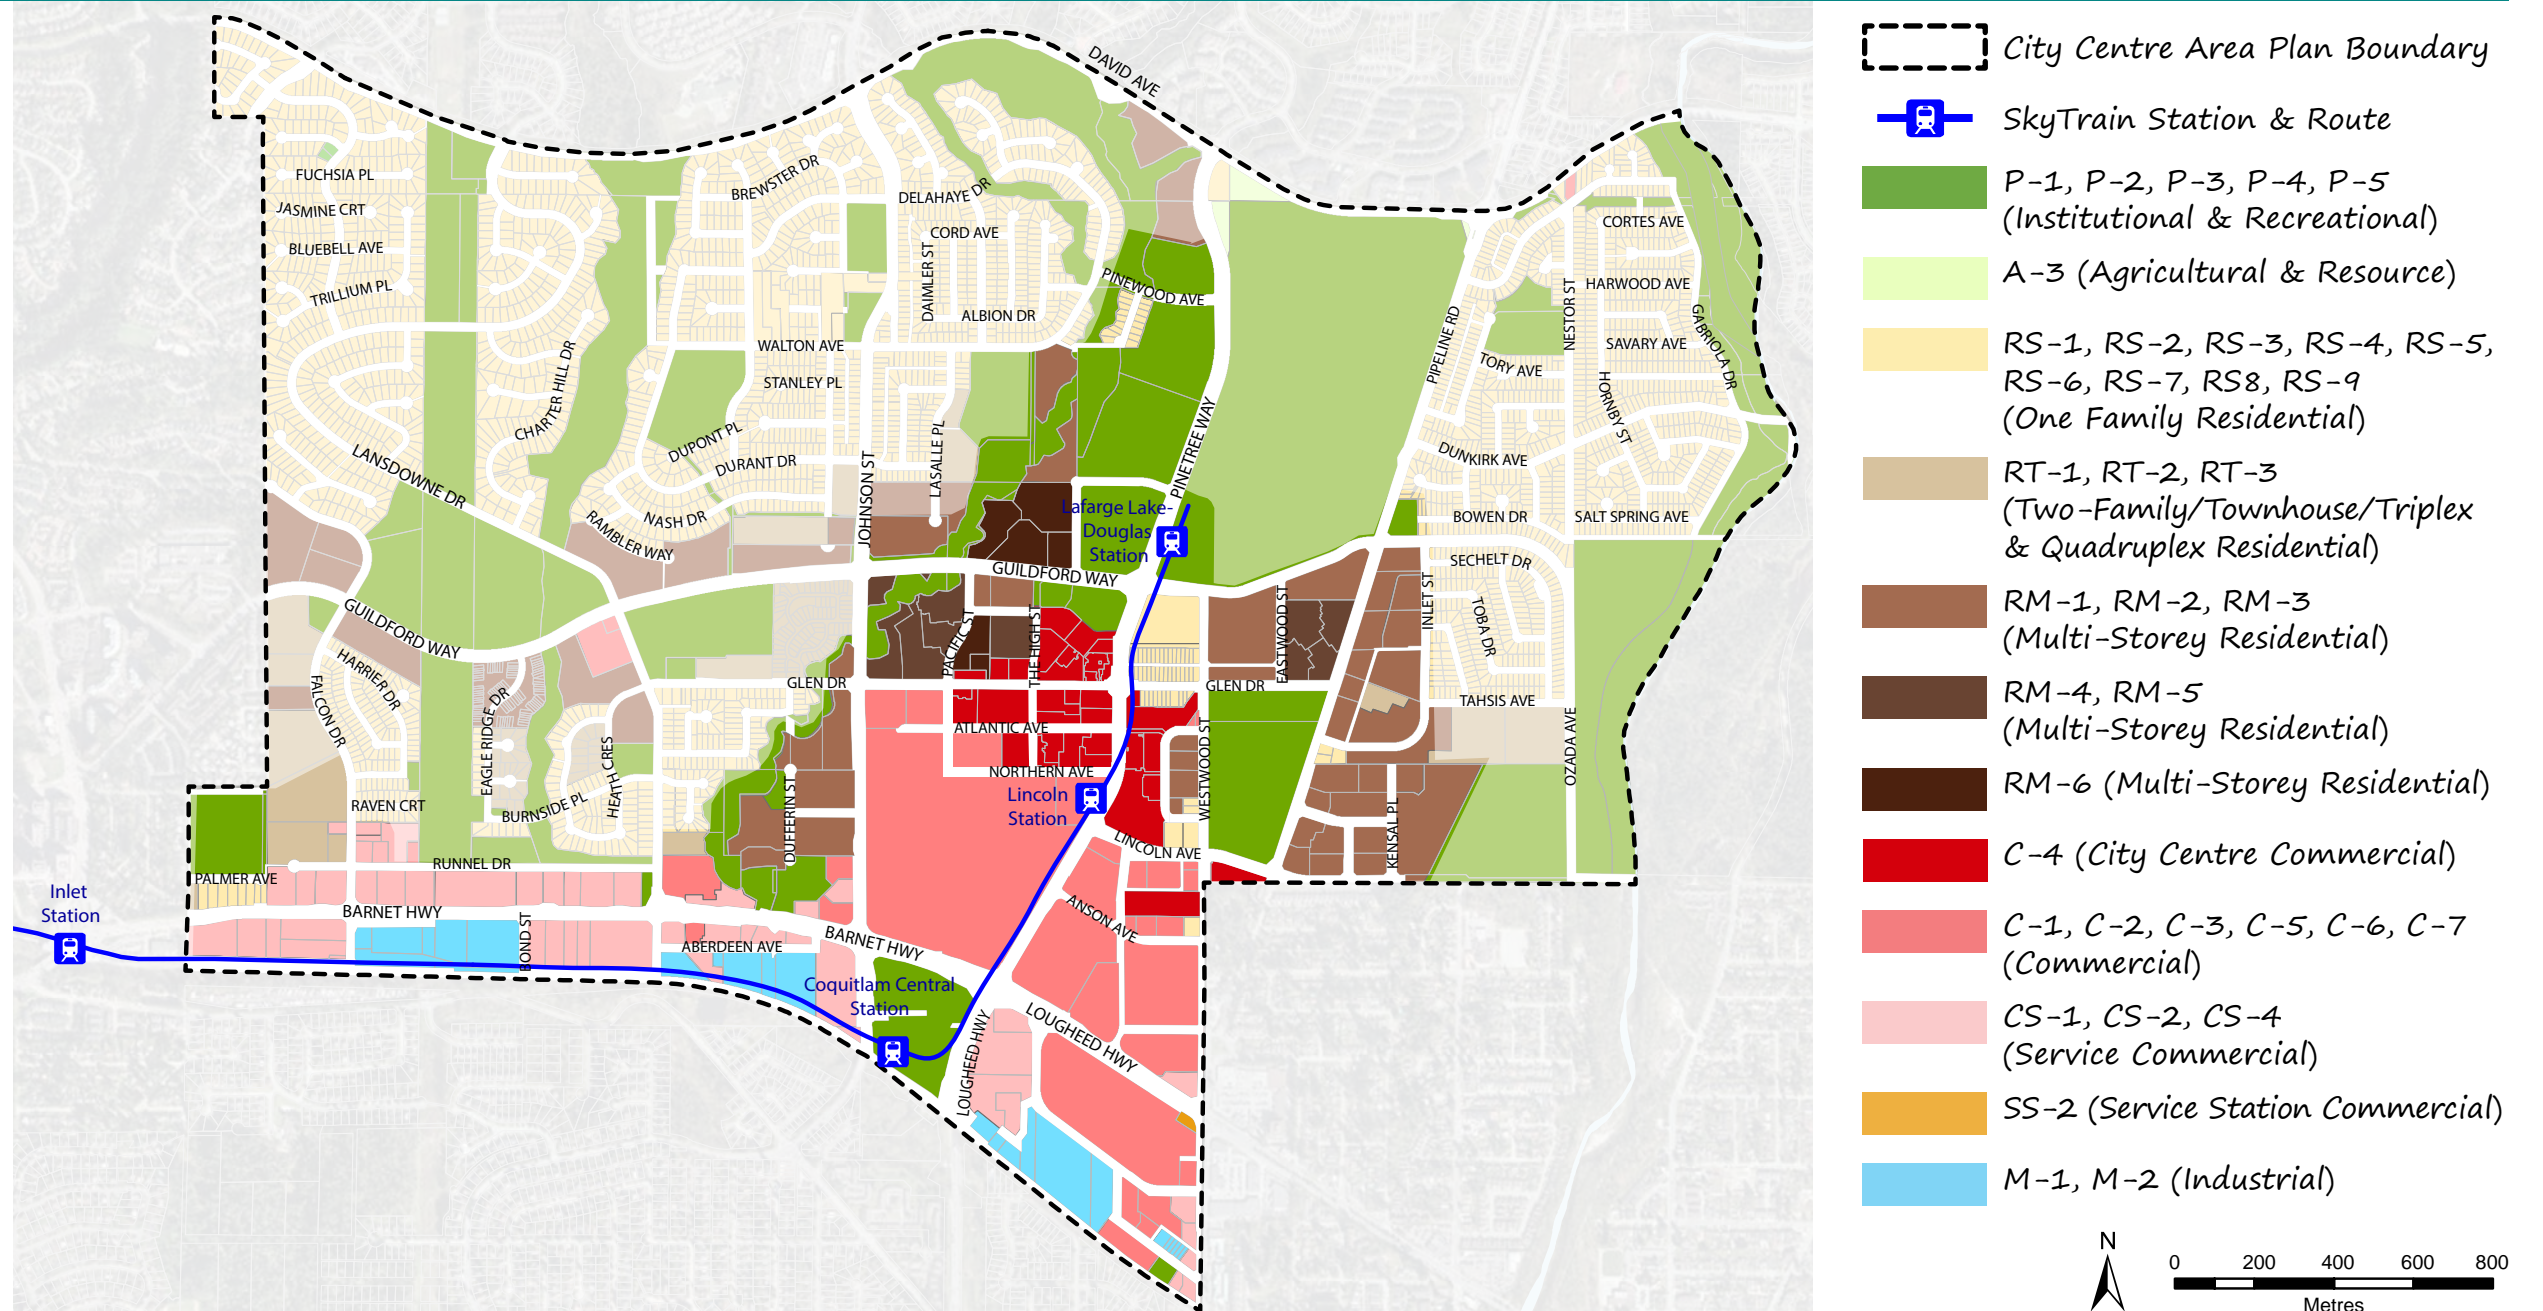 DAVID AVE
FUCHSIA PL
JASMINE CRT
BLUEBELL AVE
TRILLIUM PL
BREWSTER DR
DELAHAYE DR
CORD AVE
DAIMLER ST
ALBION DR
PINEWOOD AVE
WALTON AVE
STANLEY PL
CHARTER HILL DR
DUPONT PL
DURANT DR
LASALLE PL
JOHNSON ST
LANSDOWNE DR
NASH DR
RAMBLER WAY
PINETREE WAY
PIPELINE RD
CORTES AVE
HARWOOD AVE
NESTOR ST
GABRIOLA DR
SAVARY AVE
TORY AVE
HORNBY ST
DUNKIRK AVE
BOWEN DR
SALT SPRING AVE
SECHELT DR
INLET ST
TOBA DR
TAHSIS AVE
OZADA AVE
Lafarge Lake-
Douglas
Station
GUILDFORD WAY
GUILDFORD WAY
EASTWOOD ST
PACIFIC ST
THE HIGH ST
GLEN DR
GLEN DR
HARRIER DR
FALCON DR
EAGLE RIDGE DR
HEATH CRES
BURNSIDE PL
RAVEN CRT
RUNNEL DR
PALMER AVE
ATLANTIC AVE
NORTHERN AVE
Lincoln
Station
WESTWOOD ST
LINCOLN AVE
KENSAL PL
DUFFERIN ST
ANSON AVE
Inlet
Station
BARNET HWY
BOND ST
ABERDEEN AVE
BARNET HWY
Coquitlam Central
Station
LOUGHEED HWY
LOUGHEED HWY
City Centre Area Plan Boundary
SkyTrain Station & Route
P-1, P-2, P-3, P-4, P-5
(Institutional & Recreational)
A-3 (Agricultural & Resource)
RS-1, RS-2, RS-3, RS-4, RS-5,
RS-6, RS-7, RS8, RS-9
(One Family Residential)
RT-1, RT-2, RT-3
(Two-Family/Townhouse/Triplex
& Quadruplex Residential)
RM-1, RM-2, RM-3
(Multi-Storey Residential)
RM-4, RM-5
(Multi-Storey Residential)
RM-6 (Multi-Storey Residential)
C-4 (City Centre Commercial)
C-1, C-2, C-3, C-5, C-6, C-7
(Commercial)
CS-1, CS-2, CS-4
(Service Commercial)
SS-2 (Service Station Commercial)
M-1, M-2 (Industrial)
N
0 200 400 600 800
Metres